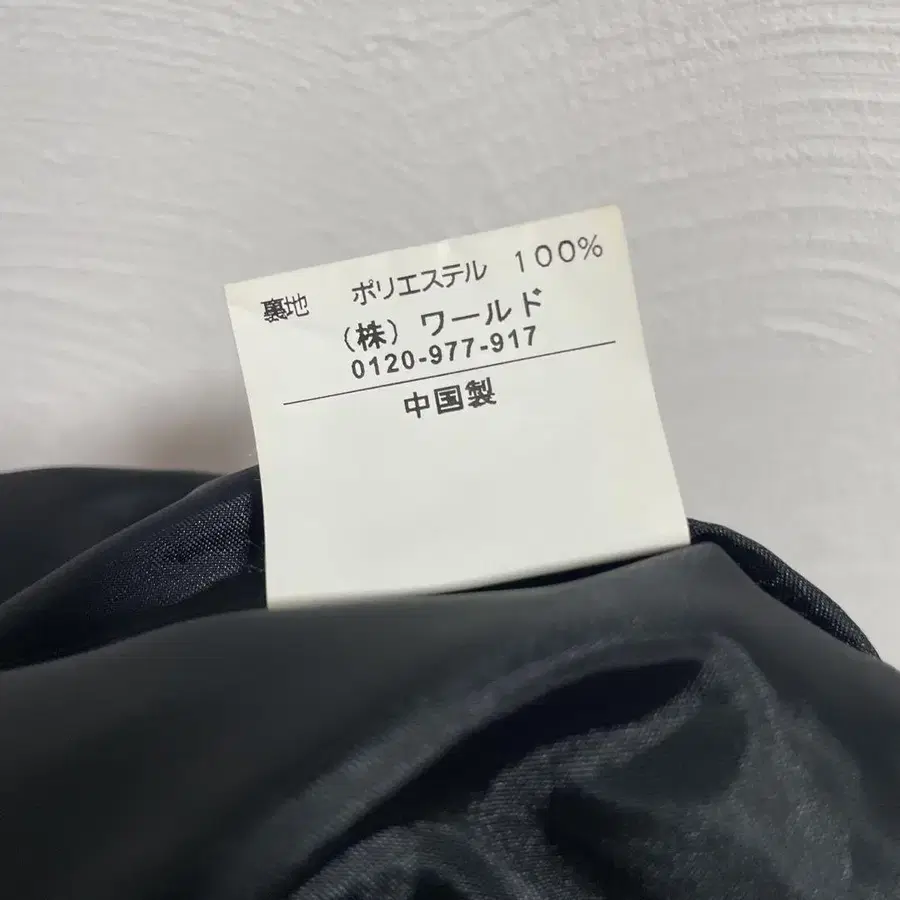 裏地 ポリエステル 100%
（株）ワールド
0120-977-917
中国製